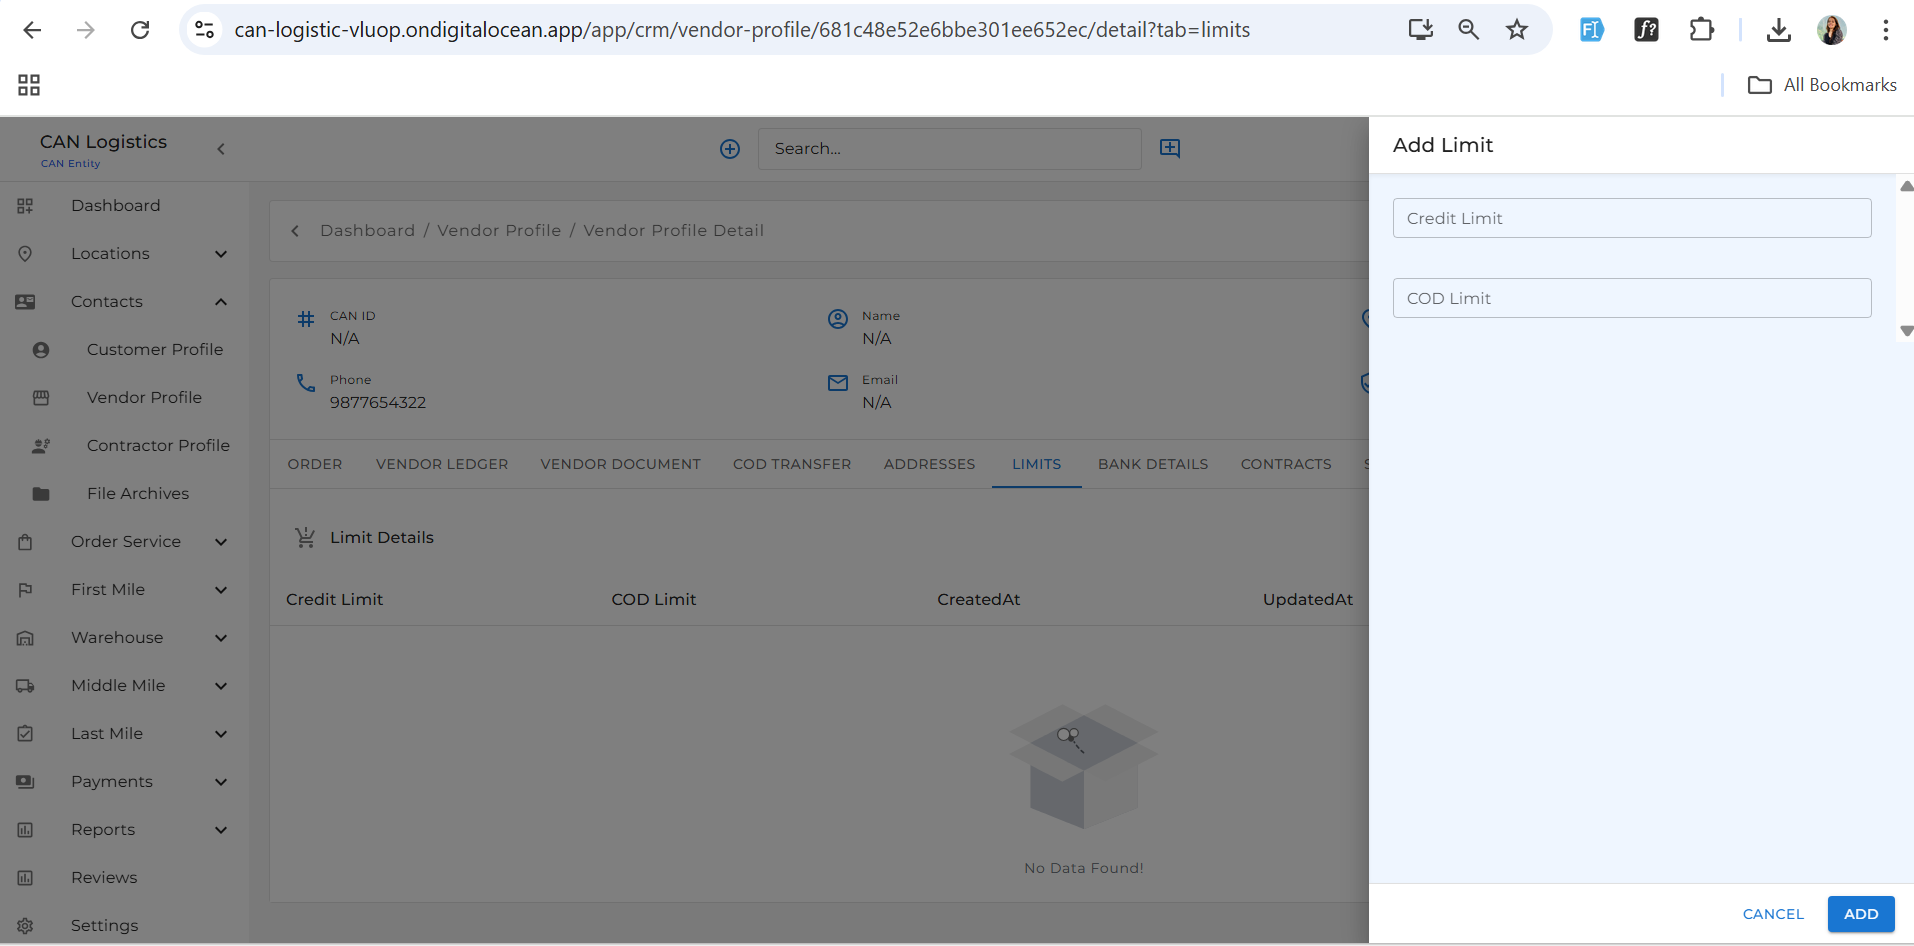 can-logistic-vluop.ondigitalocean.app/app/crm/vendor-profile/681c48e52e6bbe301ee652ec/detail?tab=limits
All Bookmarks
CAN Logistics
CAN Entity
Search...
Add Limit
Dashboard
Locations
Contacts
Customer Profile
Vendor Profile
Contractor Profile
File Archives
Order Service
First Mile
Warehouse
Middle Mile
Last Mile
Payments
Reports
Reviews
Settings
Dashboard / Vendor Profile / Vendor Profile Detail
CAN ID
N/A
Name
N/A
Phone
9877654322
Email
N/A
ORDER VENDOR LEDGER VENDOR DOCUMENT COD TRANSFER ADDRESSES LIMITS BANK DETAILS CONTRACTS
Limit Details
Credit Limit COD Limit CreatedAt UpdatedAt
No Data Found!
Credit Limit
COD Limit
CANCEL ADD